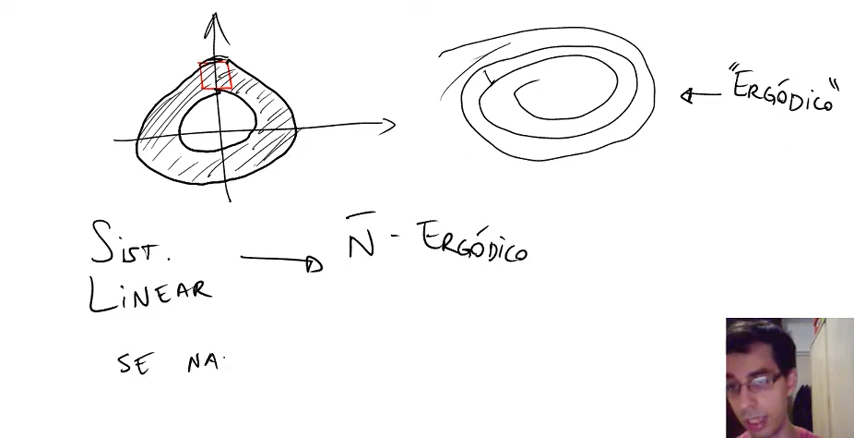 "ERGÓDICO"
SIST. N̄ - ERGÓDICO
LINEAR
SE NA